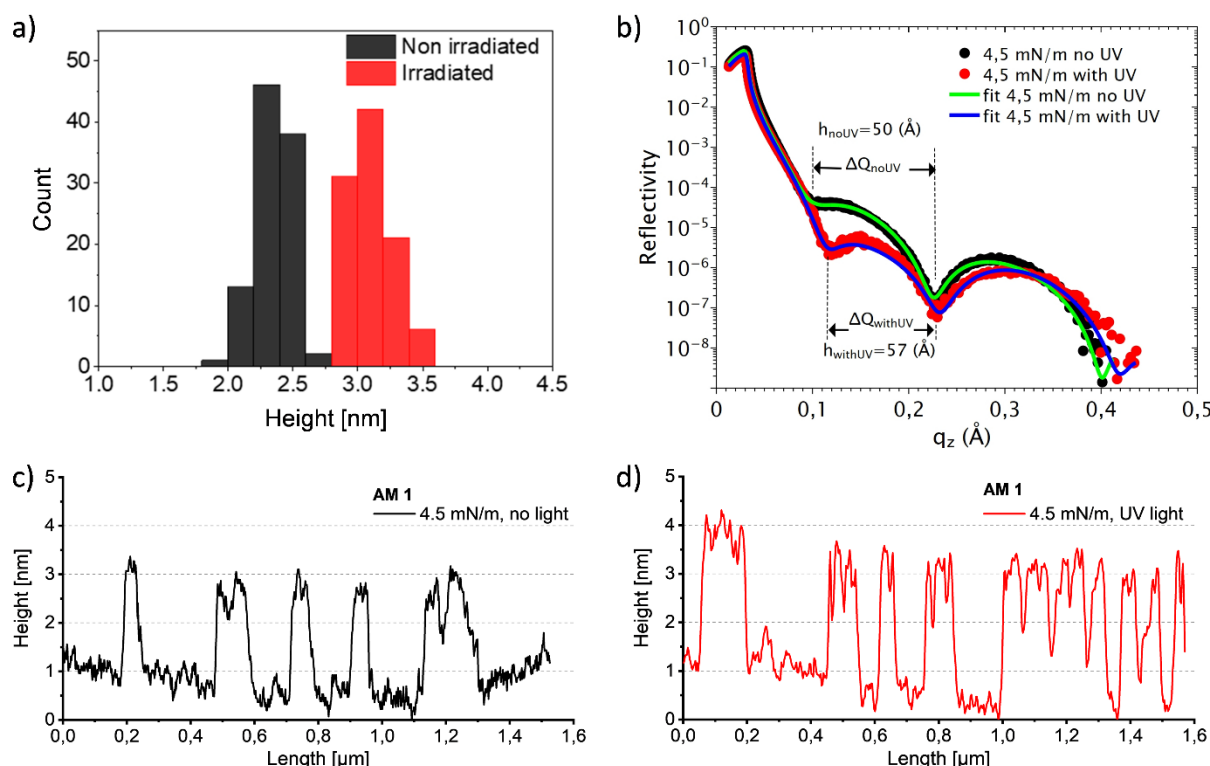 a)
Non irradiated
Irradiated
50
40
30
20
10
0
Count
1.0 1.5 2.0 2.5 3.0 3.5 4.0 4.5
Height [nm]
b)
10^0
10^-1
10^-2
10^-3
10^-4
10^-5
10^-6
10^-7
10^-8
Reflectivity
4,5 mN/m no UV
4,5 mN/m with UV
fit 4,5 mN/m no UV
fit 4,5 mN/m with UV
h_noUV=50 (Å)
ΔQ_noUV
ΔQ_withUV
h_withUV=57 (Å)
0 0,1 0,2 0,3 0,4 0,5
q_z (Å)
c)
AM 1
4.5 mN/m, no light
5
4
3
2
1
0
Height [nm]
0,0 0,2 0,4 0,6 0,8 1,0 1,2 1,4 1,6
Length [µm]
d)
AM 1
4.5 mN/m, UV light
5
4
3
2
1
0
Height [nm]
0,0 0,2 0,4 0,6 0,8 1,0 1,2 1,4 1,6
Length [µm]